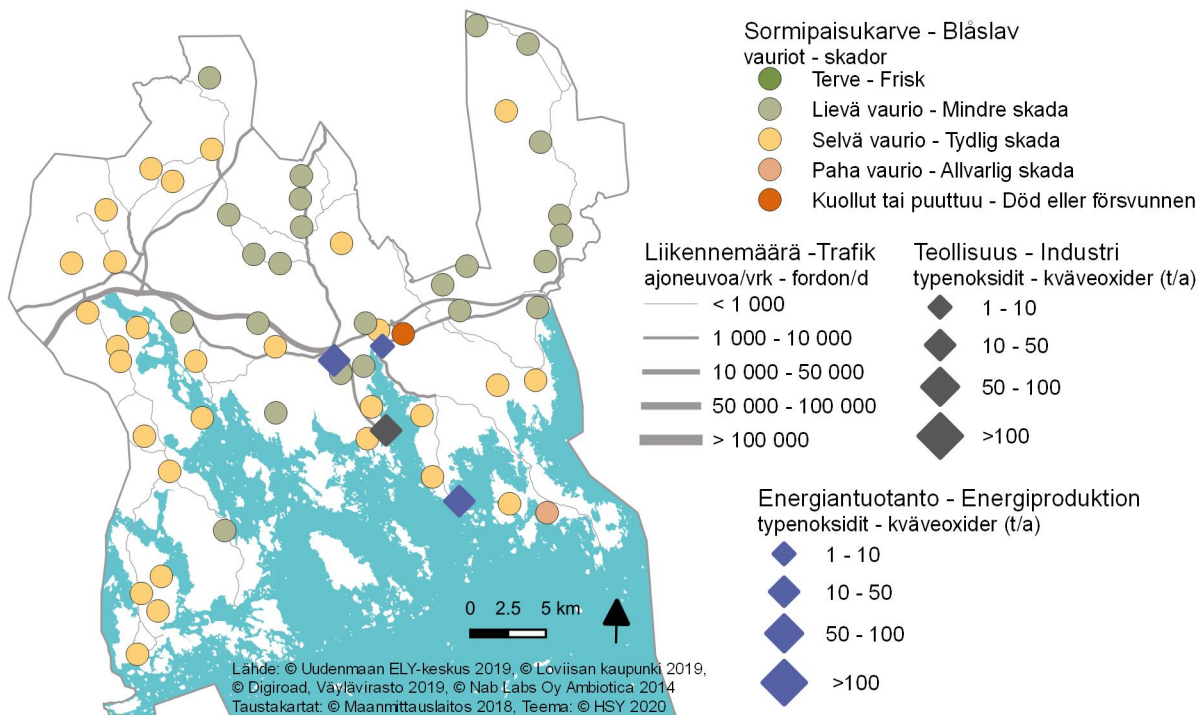 Sormipaisukarve - Blåslav
vauriot - skador
Terve - Frisk
Lievä vaurio - Mindre skada
Selvä vaurio - Tydlig skada
Paha vaurio - Allvarlig skada
Kuollut tai puuttuu - Död eller försvunnen
Liikennemäärä -Trafik
ajoneuvoa/vrk - fordon/d
< 1 000
1 000 - 10 000
10 000 - 50 000
50 000 - 100 000
> 100 000
Teollisuus - Industri
typenoksidit - kväveoxider (t/a)
1 - 10
10 - 50
50 - 100
>100
Energiantuotanto - Energiproduktion
typenoksidit - kväveoxider (t/a)
1 - 10
10 - 50
50 - 100
>100
0 2.5 5 km
Lähde: © Uudenmaan ELY-keskus 2019, © Loviisan kaupunki 2019,
© Digiroad, Väylävirasto 2019, © Nab Labs Oy Ambiotica 2014
Taustakartat: © Maanmittauslaitos 2018, Teema: © HSY 2020